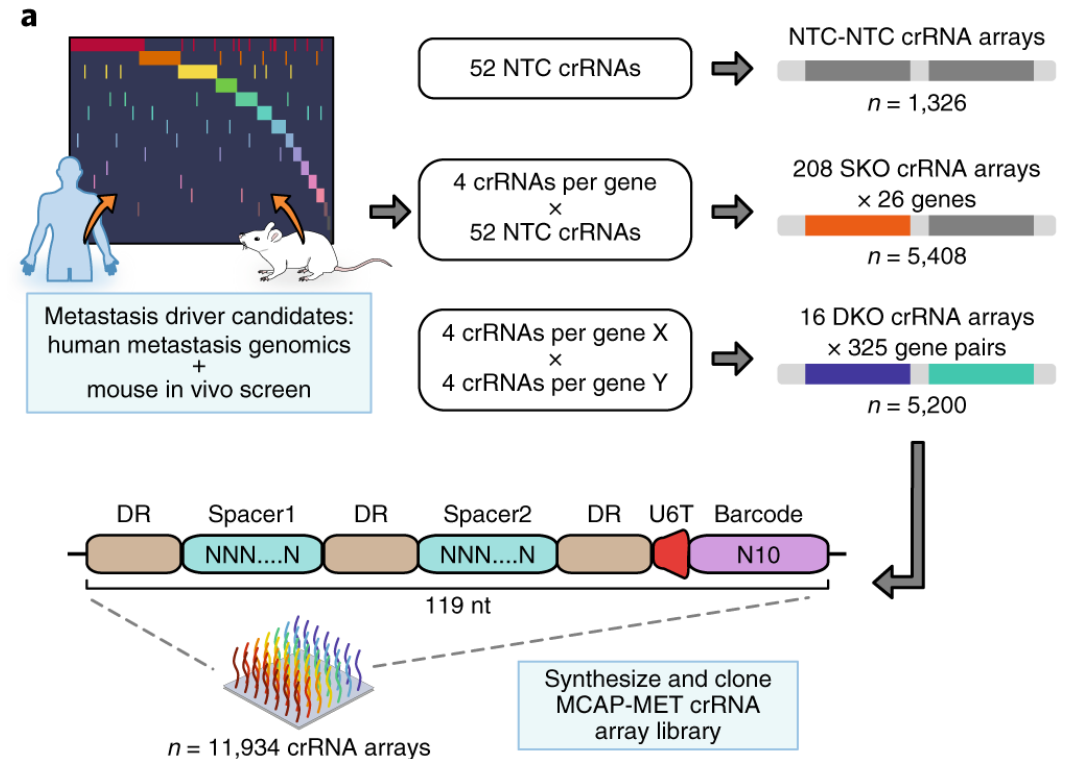 a
52 NTC crRNAs
NTC-NTC crRNA arrays
n = 1,326
4 crRNAs per gene
×
52 NTC crRNAs
208 SKO crRNA arrays
× 26 genes
n = 5,408
Metastasis driver candidates:
human metastasis genomics
+
mouse in vivo screen
4 crRNAs per gene X
×
4 crRNAs per gene Y
16 DKO crRNA arrays
× 325 gene pairs
n = 5,200
DR Spacer1 DR Spacer2 DR U6T Barcode
NNN....N NNN....N N10
119 nt
n = 11,934 crRNA arrays
Synthesize and clone
MCAP-MET crRNA
array library